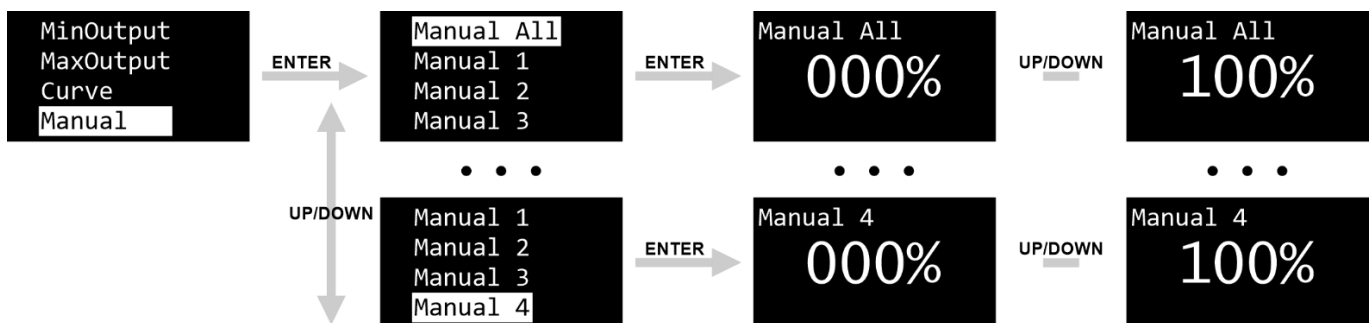 MinOutput
MaxOutput
Curve
Manual
ENTER
Manual All
Manual 1
Manual 2
Manual 3
ENTER
Manual All
000%
UP/DOWN
Manual All
100%
• • •
• • •
• • •
UP/DOWN
Manual 1
Manual 2
Manual 3
Manual 4
ENTER
Manual 4
000%
UP/DOWN
Manual 4
100%